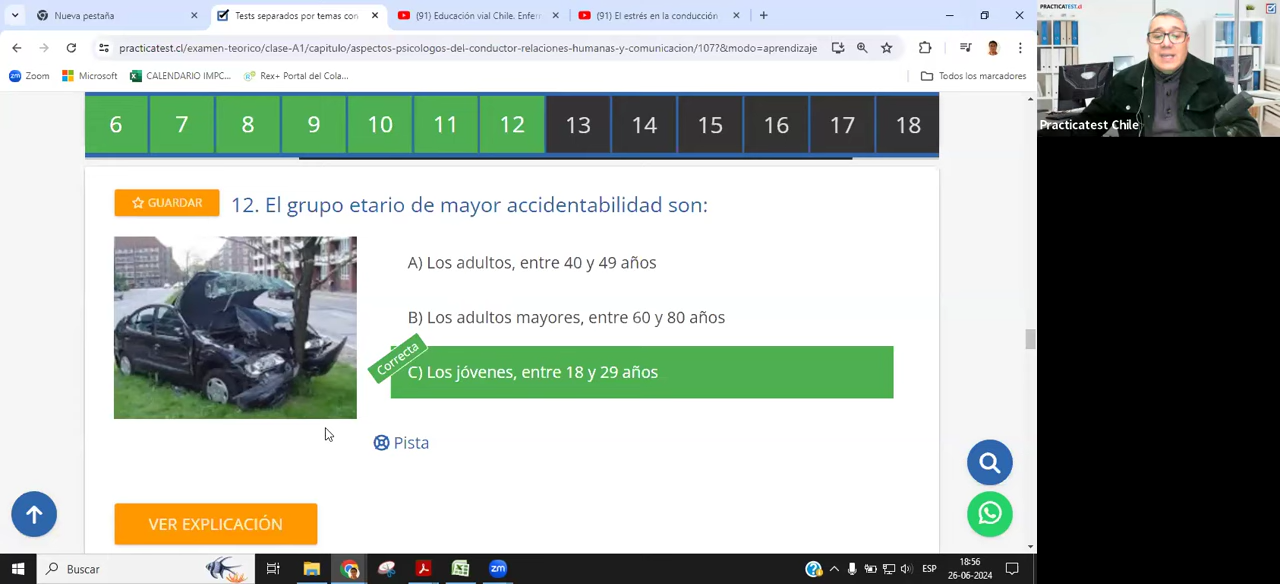 Nueva pestaña
Tests separados por temas con
(91) Educación vial Chile. Enferm
(91) El estrés en la conducción
practicatest.cl/examen-teorico/clase-A1/capitulo/aspectos-psicologos-del-conductor-relaciones-humanas-y-comunicacion/107?&modo=aprendizaje
Zoom
Microsoft
CALENDARIO IMPC...
Rex+ Portal del Cola...
Todos los marcadores
PRACTICATEST.cl
Practicatest Chile
6 7 8 9 10 11 12 13 14 15 16 17 18
GUARDAR
12. El grupo etario de mayor accidentabilidad son:
A) Los adultos, entre 40 y 49 años
B) Los adultos mayores, entre 60 y 80 años
Correcta
C) Los jóvenes, entre 18 y 29 años
Pista
VER EXPLICACIÓN
Buscar
ESP
18:56
26-06-2024